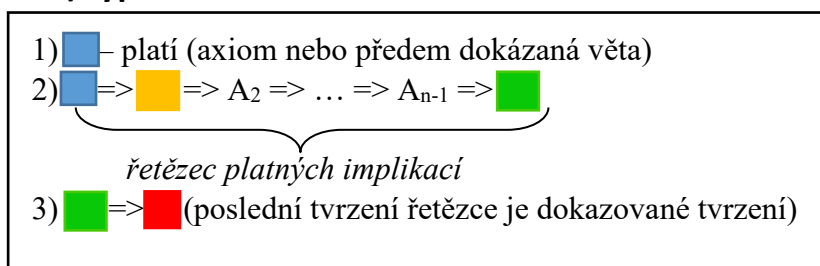 1) – platí (axiom nebo předem dokázaná věta)
2) => => A₂ => … => Aₙ₋₁ =>
řetězec platných implikací
3) => (poslední tvrzení řetězce je dokazované tvrzení)